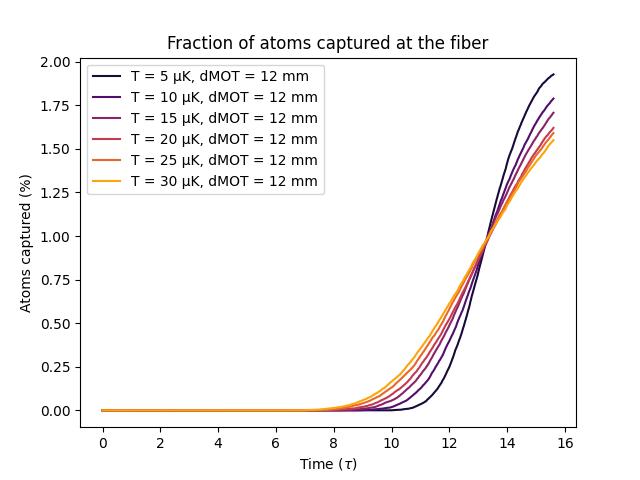 Fraction of atoms captured at the fiber
T = 5 µK, dMOT = 12 mm
T = 10 µK, dMOT = 12 mm
T = 15 µK, dMOT = 12 mm
T = 20 µK, dMOT = 12 mm
T = 25 µK, dMOT = 12 mm
T = 30 µK, dMOT = 12 mm
Atoms captured (%)
2.00
1.75
1.50
1.25
1.00
0.75
0.50
0.25
0.00
0 2 4 6 8 10 12 14 16
Time (τ)